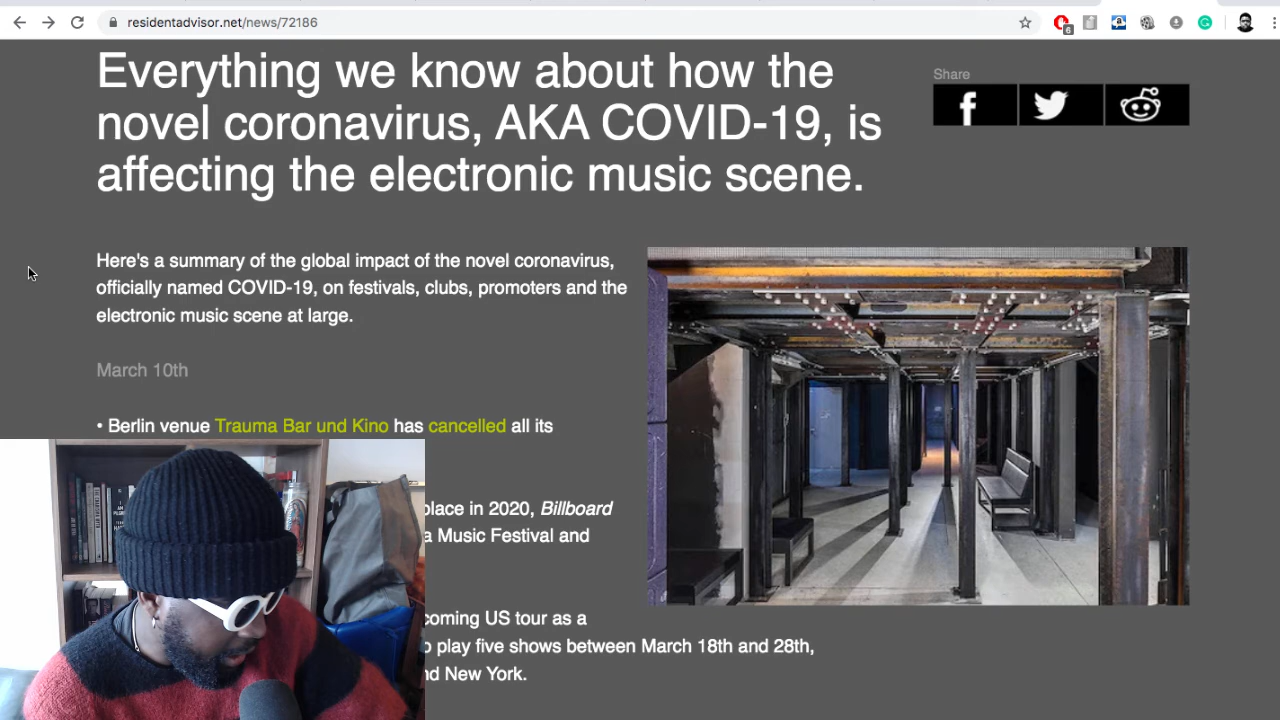 residentadvisor.net/news/72186
6
Everything we know about how the
novel coronavirus, AKA COVID-19, is
affecting the electronic music scene.
Share
Here's a summary of the global impact of the novel coronavirus,
officially named COVID-19, on festivals, clubs, promoters and the
electronic music scene at large.
March 10th
• Berlin venue Trauma Bar und Kino has cancelled all its
place in 2020, Billboard
a Music Festival and
coming US tour as a
o play five shows between March 18th and 28th,
nd New York.